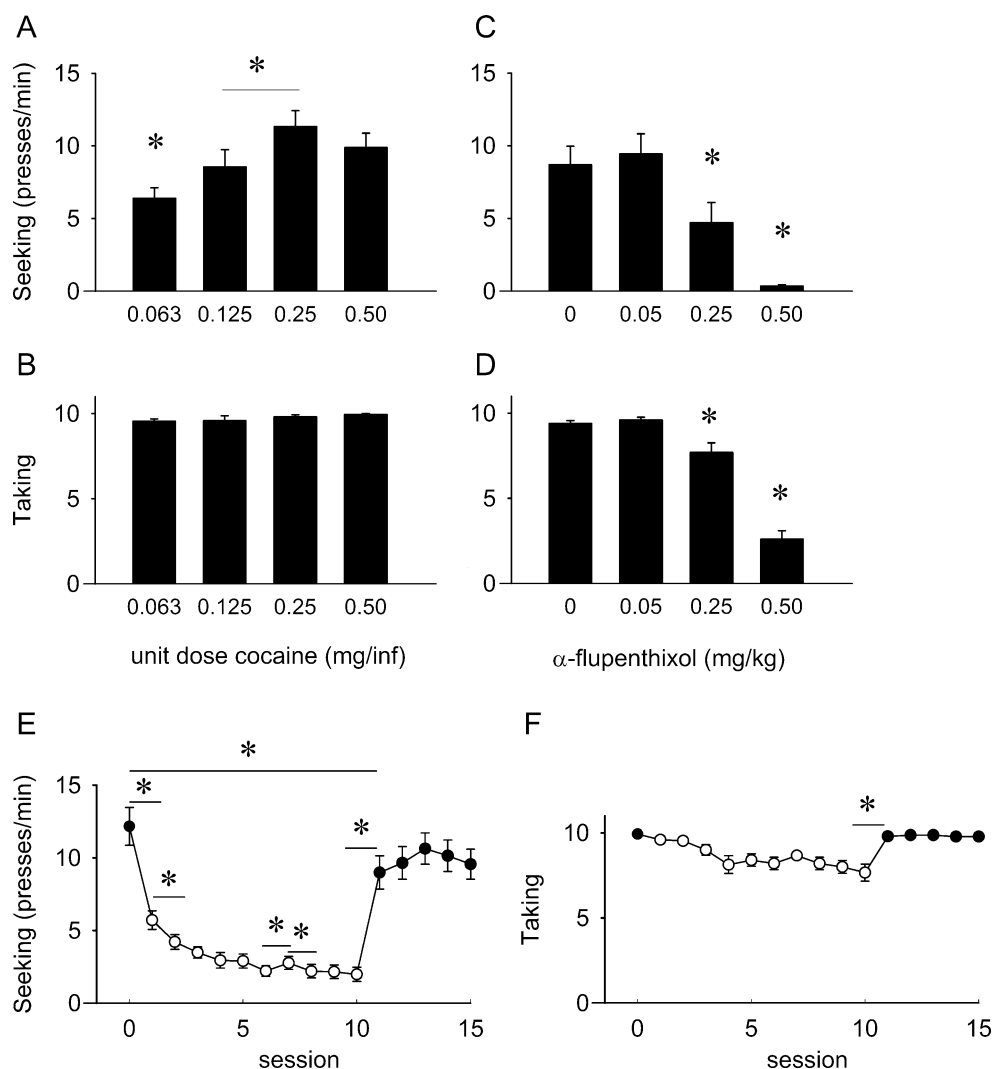 A
C
*
*
*
*
15
10
5
0
Seeking (presses/min)
0.063 0.125 0.25 0.50
15
10
5
0
0 0.05 0.25 0.50
B
D
*
*
10
5
0
Taking
0.063 0.125 0.25 0.50
unit dose cocaine (mg/inf)
10
5
0
0 0.05 0.25 0.50
α-flupenthixol (mg/kg)
E
*
*
*
*
*
*
15
10
5
0
Seeking (presses/min)
0 5 10 15
session
F
*
10
5
0
Taking
0 5 10 15
session